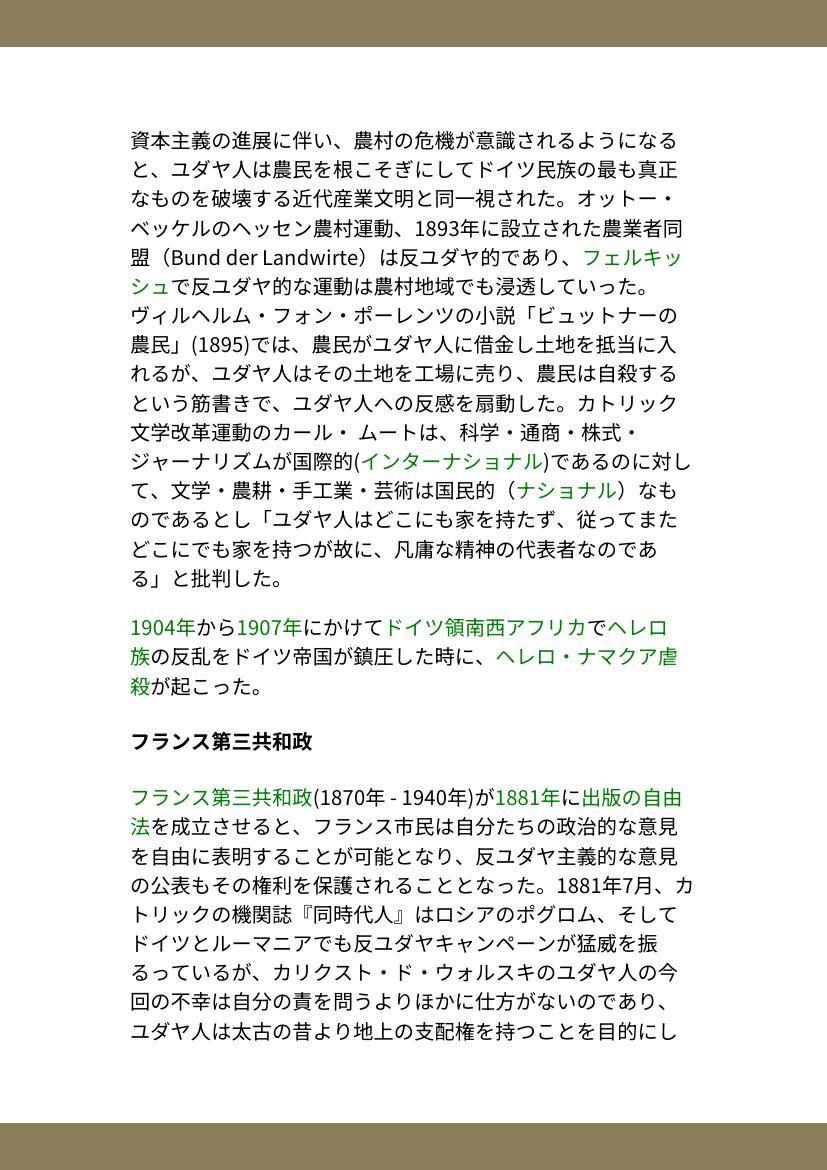 資本主義の進展に伴い、農村の危機が意識されるようになる
と、ユダヤ人は農民を根こそぎにしてドイツ民族の最も真正
なものを破壊する近代産業文明と同一視された。オットー・
ベッケルのヘッセン農村運動、1893年に設立された農業者同
盟（Bund der Landwirte）は反ユダヤ的であり、フェルキッ
シュで反ユダヤ的な運動は農村地域でも浸透していった。
ヴィルヘルム・フォン・ポーレンツの小説「ビュットナーの
農民」(1895)では、農民がユダヤ人に借金し土地を抵当に入
れるが、ユダヤ人はその土地を工場に売り、農民は自殺する
という筋書きで、ユダヤ人への反感を扇動した。カトリック
文学改革運動のカール・ ムートは、科学・通商・株式・
ジャーナリズムが国際的(インターナショナル)であるのに対し
て、文学・農耕・手工業・芸術は国民的（ナショナル）なも
のであるとし「ユダヤ人はどこにも家を持たず、従ってまた
どこにでも家を持つが故に、凡庸な精神の代表者なのであ
る」と批判した。
1904年から1907年にかけてドイツ領南西アフリカでヘレロ
族の反乱をドイツ帝国が鎮圧した時に、ヘレロ・ナマクア虐
殺が起こった。
フランス第三共和政
フランス第三共和政(1870年 - 1940年)が1881年に出版の自由
法を成立させると、フランス市民は自分たちの政治的な意見
を自由に表明することが可能となり、反ユダヤ主義的な意見
の公表もその権利を保護されることとなった。1881年7月、カ
トリックの機関誌『同時代人』はロシアのポグロム、そして
ドイツとルーマニアでも反ユダヤキャンペーンが猛威を振
るっているが、カリクスト・ド・ウォルスキのユダヤ人の今
回の不幸は自分の責を問うよりほかに仕方がないのであり、
ユダヤ人は太古の昔より地上の支配権を持つことを目的にし